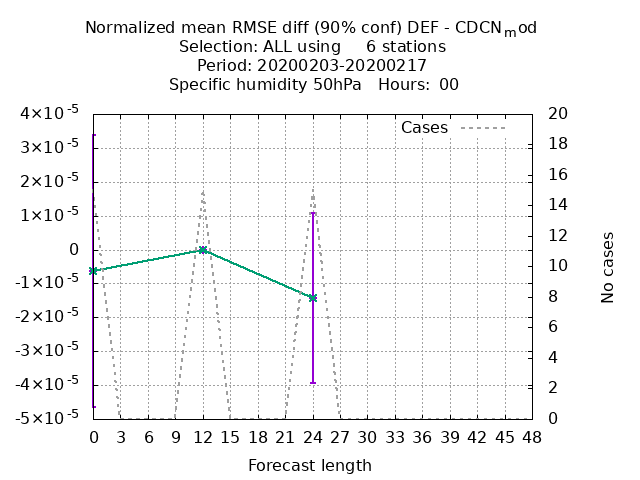 Normalized mean RMSE diff (90% conf) DEF - CDCNmod
Selection: ALL using 6 stations
Period: 20200203-20200217
Specific humidity 50hPa Hours: 00
Cases
4×10-5
3×10-5
2×10-5
1×10-5
0
-1×10-5
-2×10-5
-3×10-5
-4×10-5
-5×10-5
20
18
16
14
12
10
8
6
4
2
0
No cases
0 3 6 9 12 15 18 21 24 27 30 33 36 39 42 45 48
Forecast length